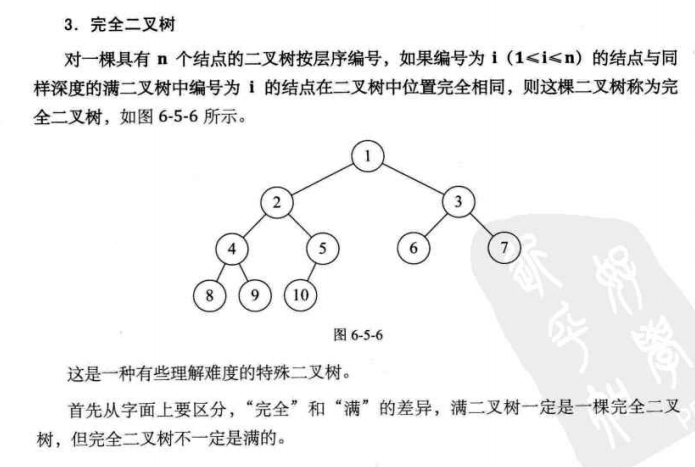 3．完全二叉树
对一棵具有 n 个结点的二叉树按层序编号，如果编号为 i（1≤i≤n）的结点与同
样深度的满二叉树中编号为 i 的结点在二叉树中位置完全相同，则这棵二叉树称为完
全二叉树，如图 6-5-6 所示。
1
2 3
4 5 6 7
8 9 10
图 6-5-6
这是一种有些理解难度的特殊二叉树。
首先从字面上要区分，“完全”和“满”的差异，满二叉树一定是一棵完全二叉
树，但完全二叉树不一定是满的。